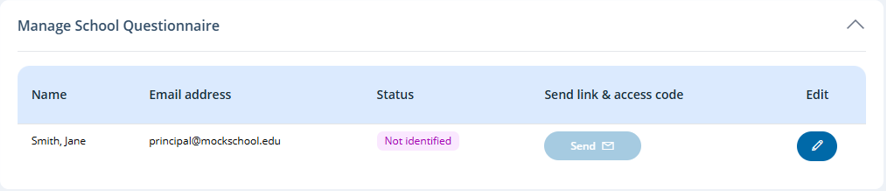 Manage School Questionnaire
Name Email address Status Send link & access code Edit
Smith, Jane principal@mockschool.edu Not identified Send